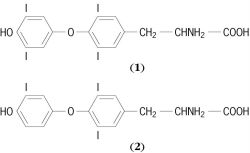 I I
HO O CH₂ CHNH₂ COOH
I I
(1)
I
HO O CH₂ CHNH₂ COOH
I I
(2)